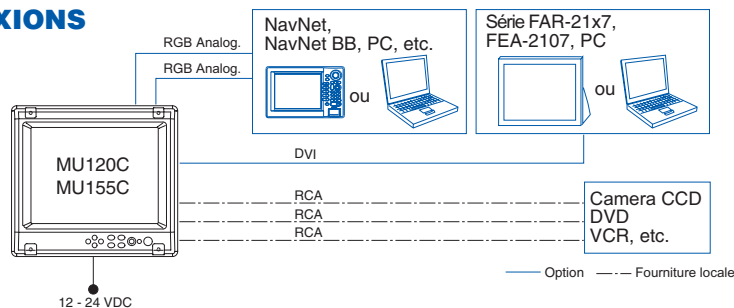 XIONS
RGB Analog.
RGB Analog.
NavNet,
NavNet BB, PC, etc.
ou
Série FAR-21x7,
FEA-2107, PC
ou
MU120C
MU155C
DVI
RCA
RCA
RCA
Camera CCD
DVD
VCR, etc.
Option
Fourniture locale
12 - 24 VDC